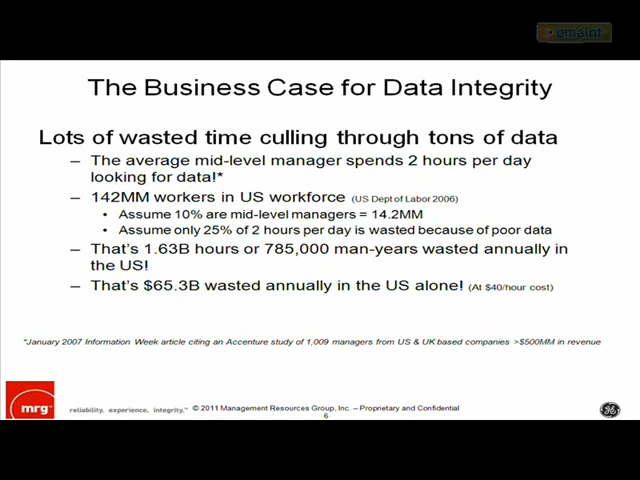 emaint
The Business Case for Data Integrity
Lots of wasted time culling through tons of data
– The average mid-level manager spends 2 hours per day
looking for data!*
– 142MM workers in US workforce (US Dept of Labor 2006)
• Assume 10% are mid-level managers = 14.2MM
• Assume only 25% of 2 hours per day is wasted because of poor data
– That's 1.63B hours or 785,000 man-years wasted annually in
the US!
– That's $65.3B wasted annually in the US alone! (At $40/hour cost)
*January 2007 Information Week article citing an Accenture study of 1,009 managers from US & UK based companies >$500MM in revenue
mrg
reliability. experience. integrity.™ © 2011 Management Resources Group, Inc. – Proprietary and Confidential
6